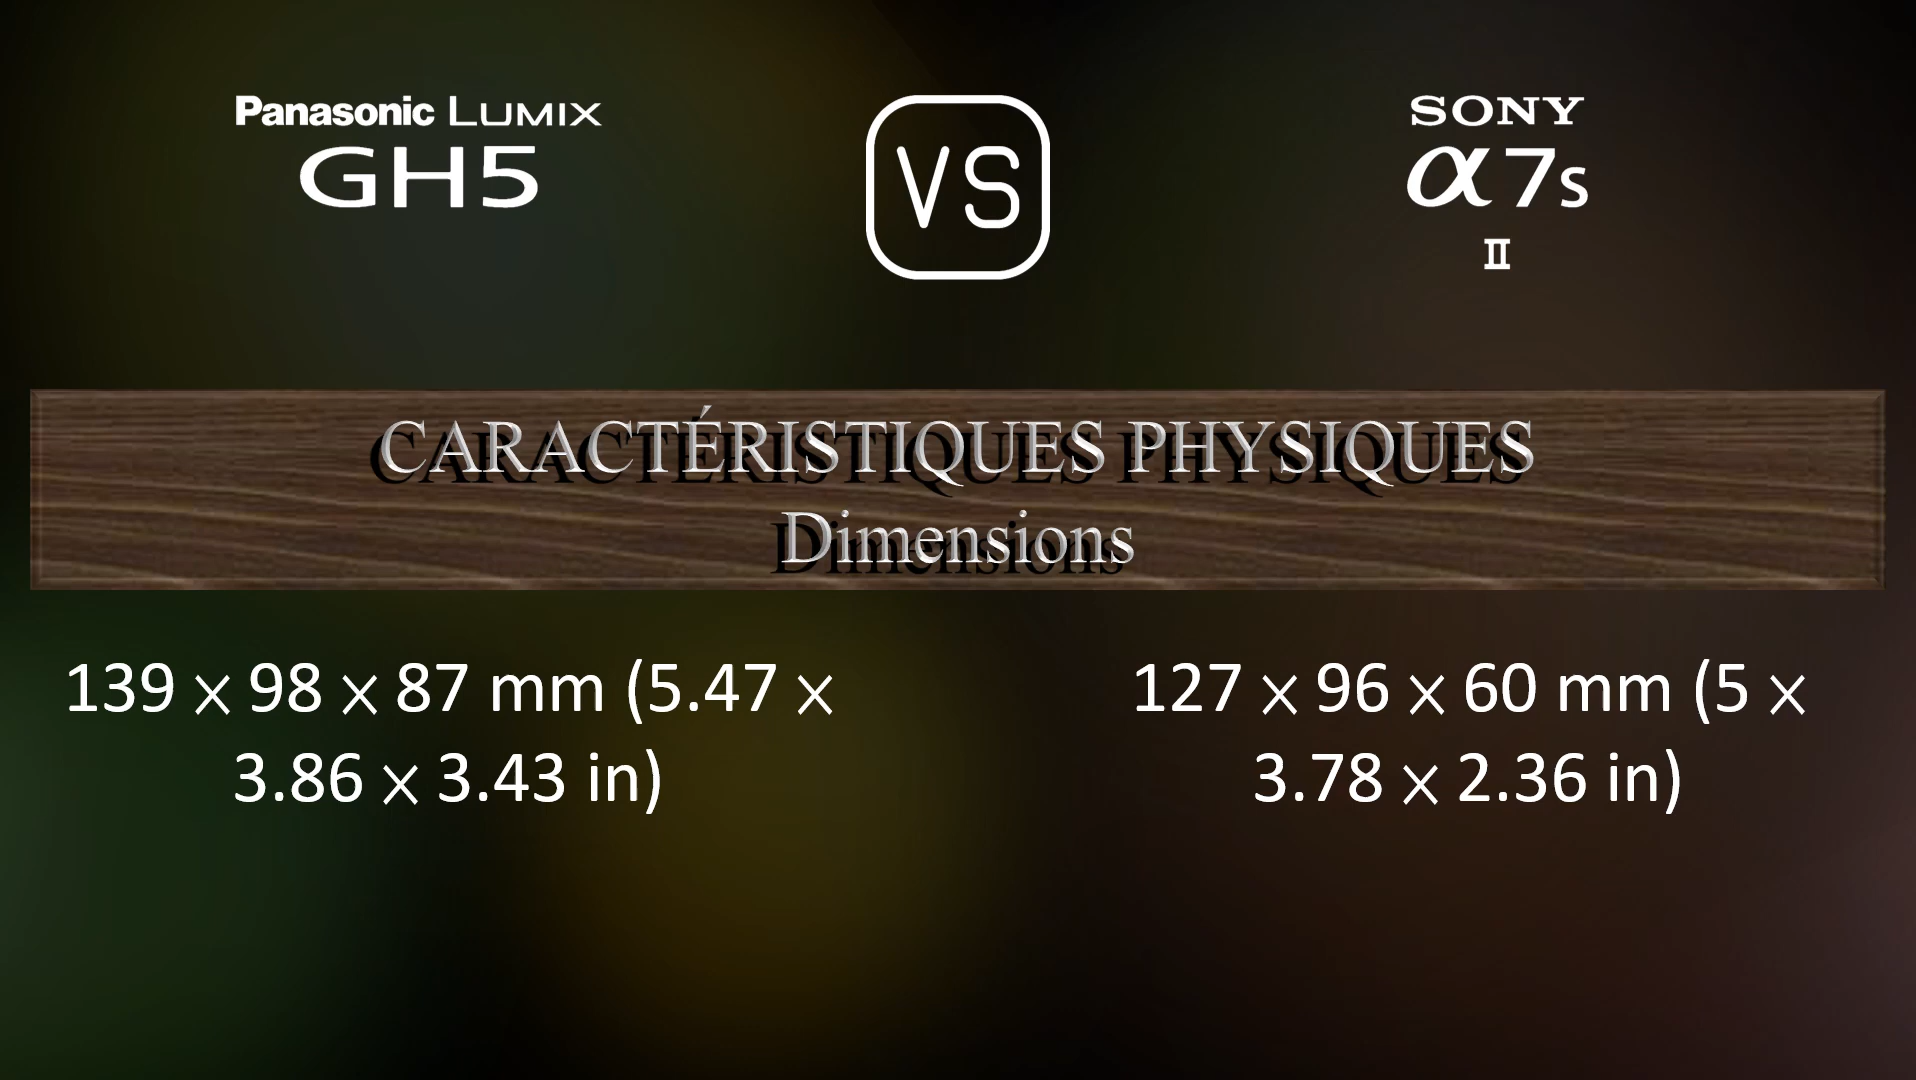 Panasonic LUMIX
GH5
VS
SONY
α7s
II
CARACTÉRISTIQUES PHYSIQUES
Dimensions
139 x 98 x 87 mm (5.47 x
3.86 x 3.43 in)
127 x 96 x 60 mm (5 x
3.78 x 2.36 in)